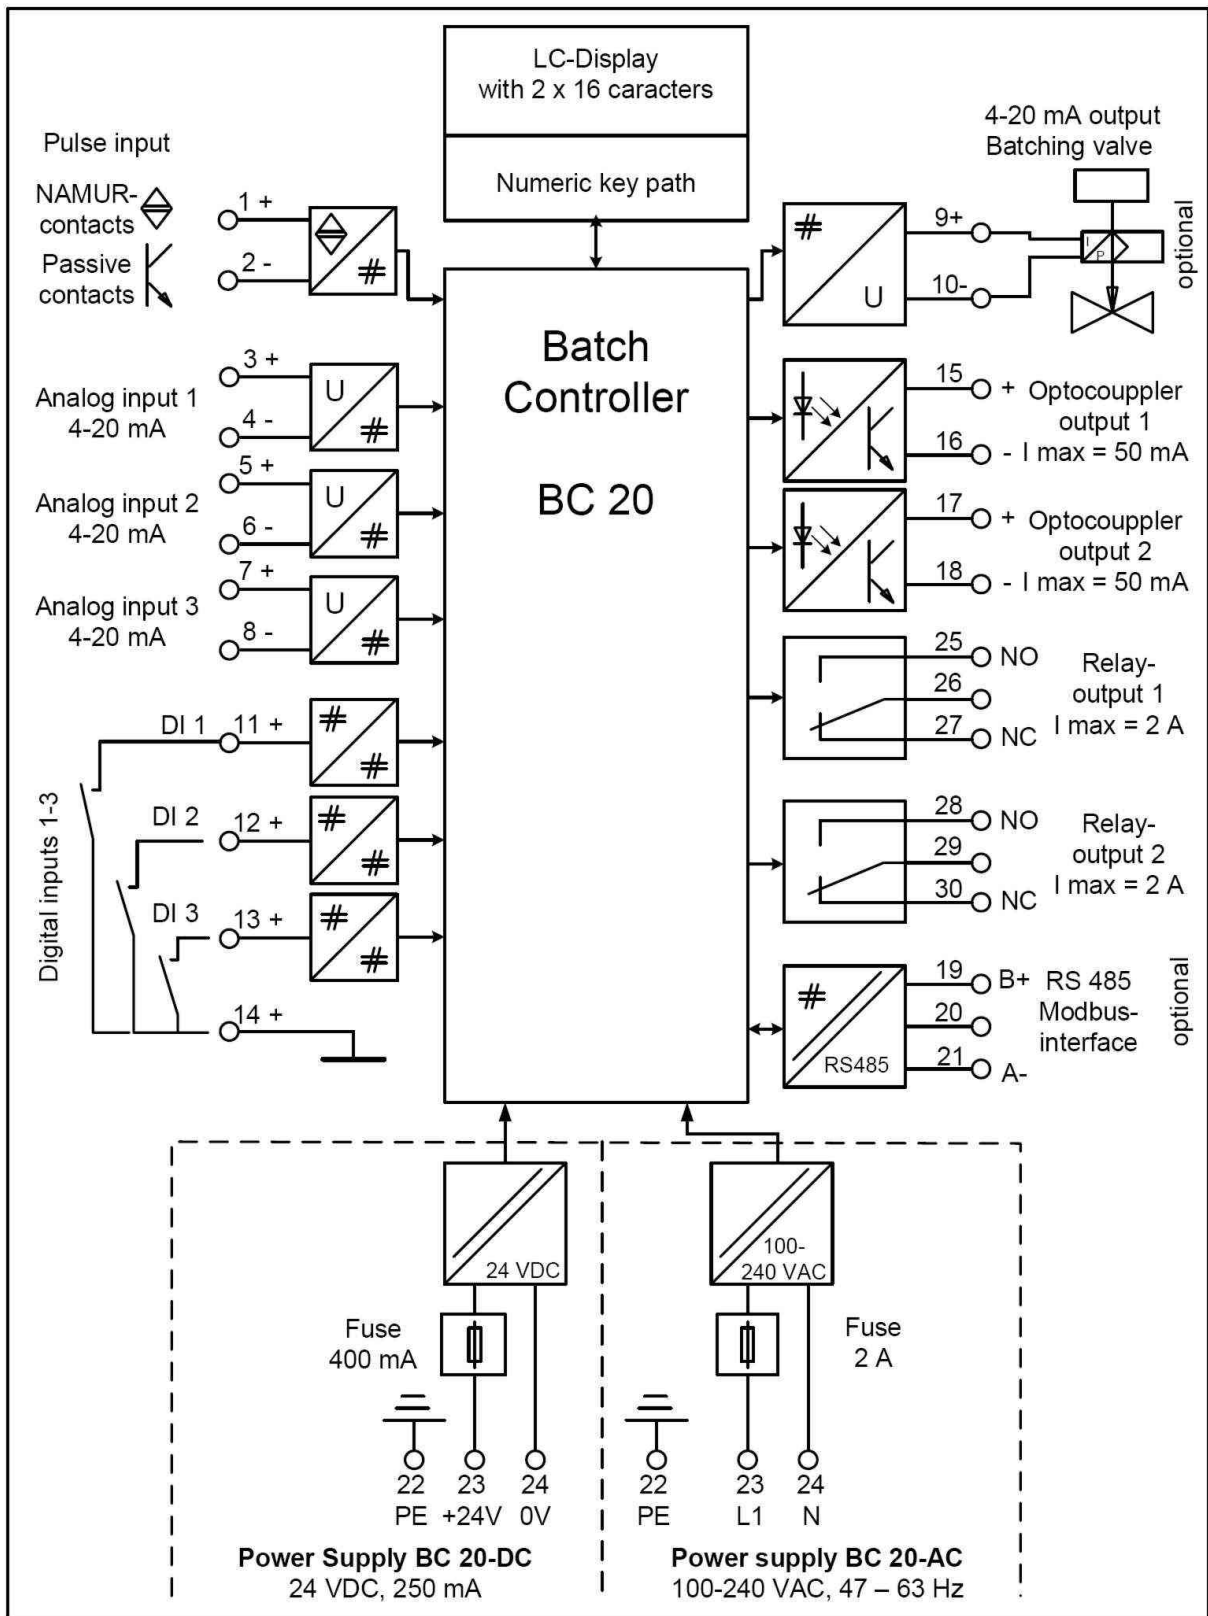 LC-Display
with 2 x 16 caracters
Numeric key path
Pulse input
NAMUR-
contacts
Passive
contacts
1 +
2 -
#
Analog input 1
4-20 mA
3 +
4 -
U
#
Analog input 2
4-20 mA
5 +
6 -
U
#
Analog input 3
4-20 mA
7 +
8 -
U
#
Digital inputs 1-3
DI 1
11 +
#
#
DI 2
12 +
#
#
DI 3
13 +
#
#
14 +
Batch
Controller
BC 20
4-20 mA output
Batching valve
optional
#
U
9+
10-
I
P
15
+
16
-
Optocouppler
output 1
I max = 50 mA
17
+
18
-
Optocouppler
output 2
I max = 50 mA
25
NO
26
27
NC
Relay-
output 1
I max = 2 A
28
NO
29
30
NC
Relay-
output 2
I max = 2 A
#
RS485
19
B+
20
21
A-
RS 485
Modbus-
interface
optional
24 VDC
Fuse
400 mA
22
23
24
PE
+24V
0V
Power Supply BC 20-DC
24 VDC, 250 mA
100-
240 VAC
Fuse
2 A
22
23
24
PE
L1
N
Power supply BC 20-AC
100-240 VAC, 47 – 63 Hz